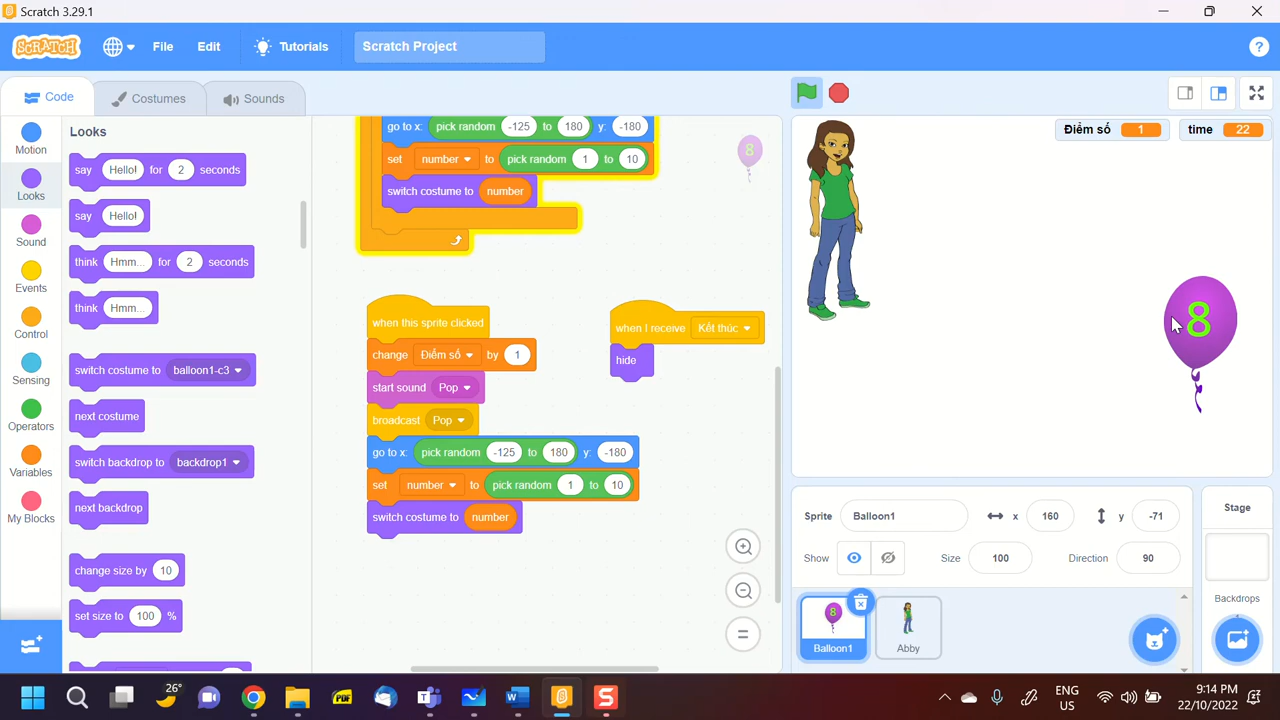 Scratch 3.29.1
SCRATCH File Edit Tutorials Scratch Project ?
Code Costumes Sounds
Motion
Looks
Sound
Events
Control
Sensing
Operators
Variables
My Blocks
Looks
say Hello! for 2 seconds
say Hello!
think Hmm... for 2 seconds
think Hmm...
switch costume to balloon1-c3
next costume
switch backdrop to backdrop1
next backdrop
change size by 10
set size to 100 %
go to x: pick random -125 to 180 y: -180
set number to pick random 1 to 10
switch costume to number
8
when this sprite clicked
change Điểm số by 1
start sound Pop
broadcast Pop
go to x: pick random -125 to 180 y: -180
set number to pick random 1 to 10
switch costume to number
when I receive Kết thúc
hide
Điểm số 1 time 22
8
Sprite Balloon1 x 160 y -71
Show Size 100 Direction 90
8
Balloon1
Abby
Stage
Backdrops
26°
PDF
W
S
ENG
US
9:14 PM
22/10/2022